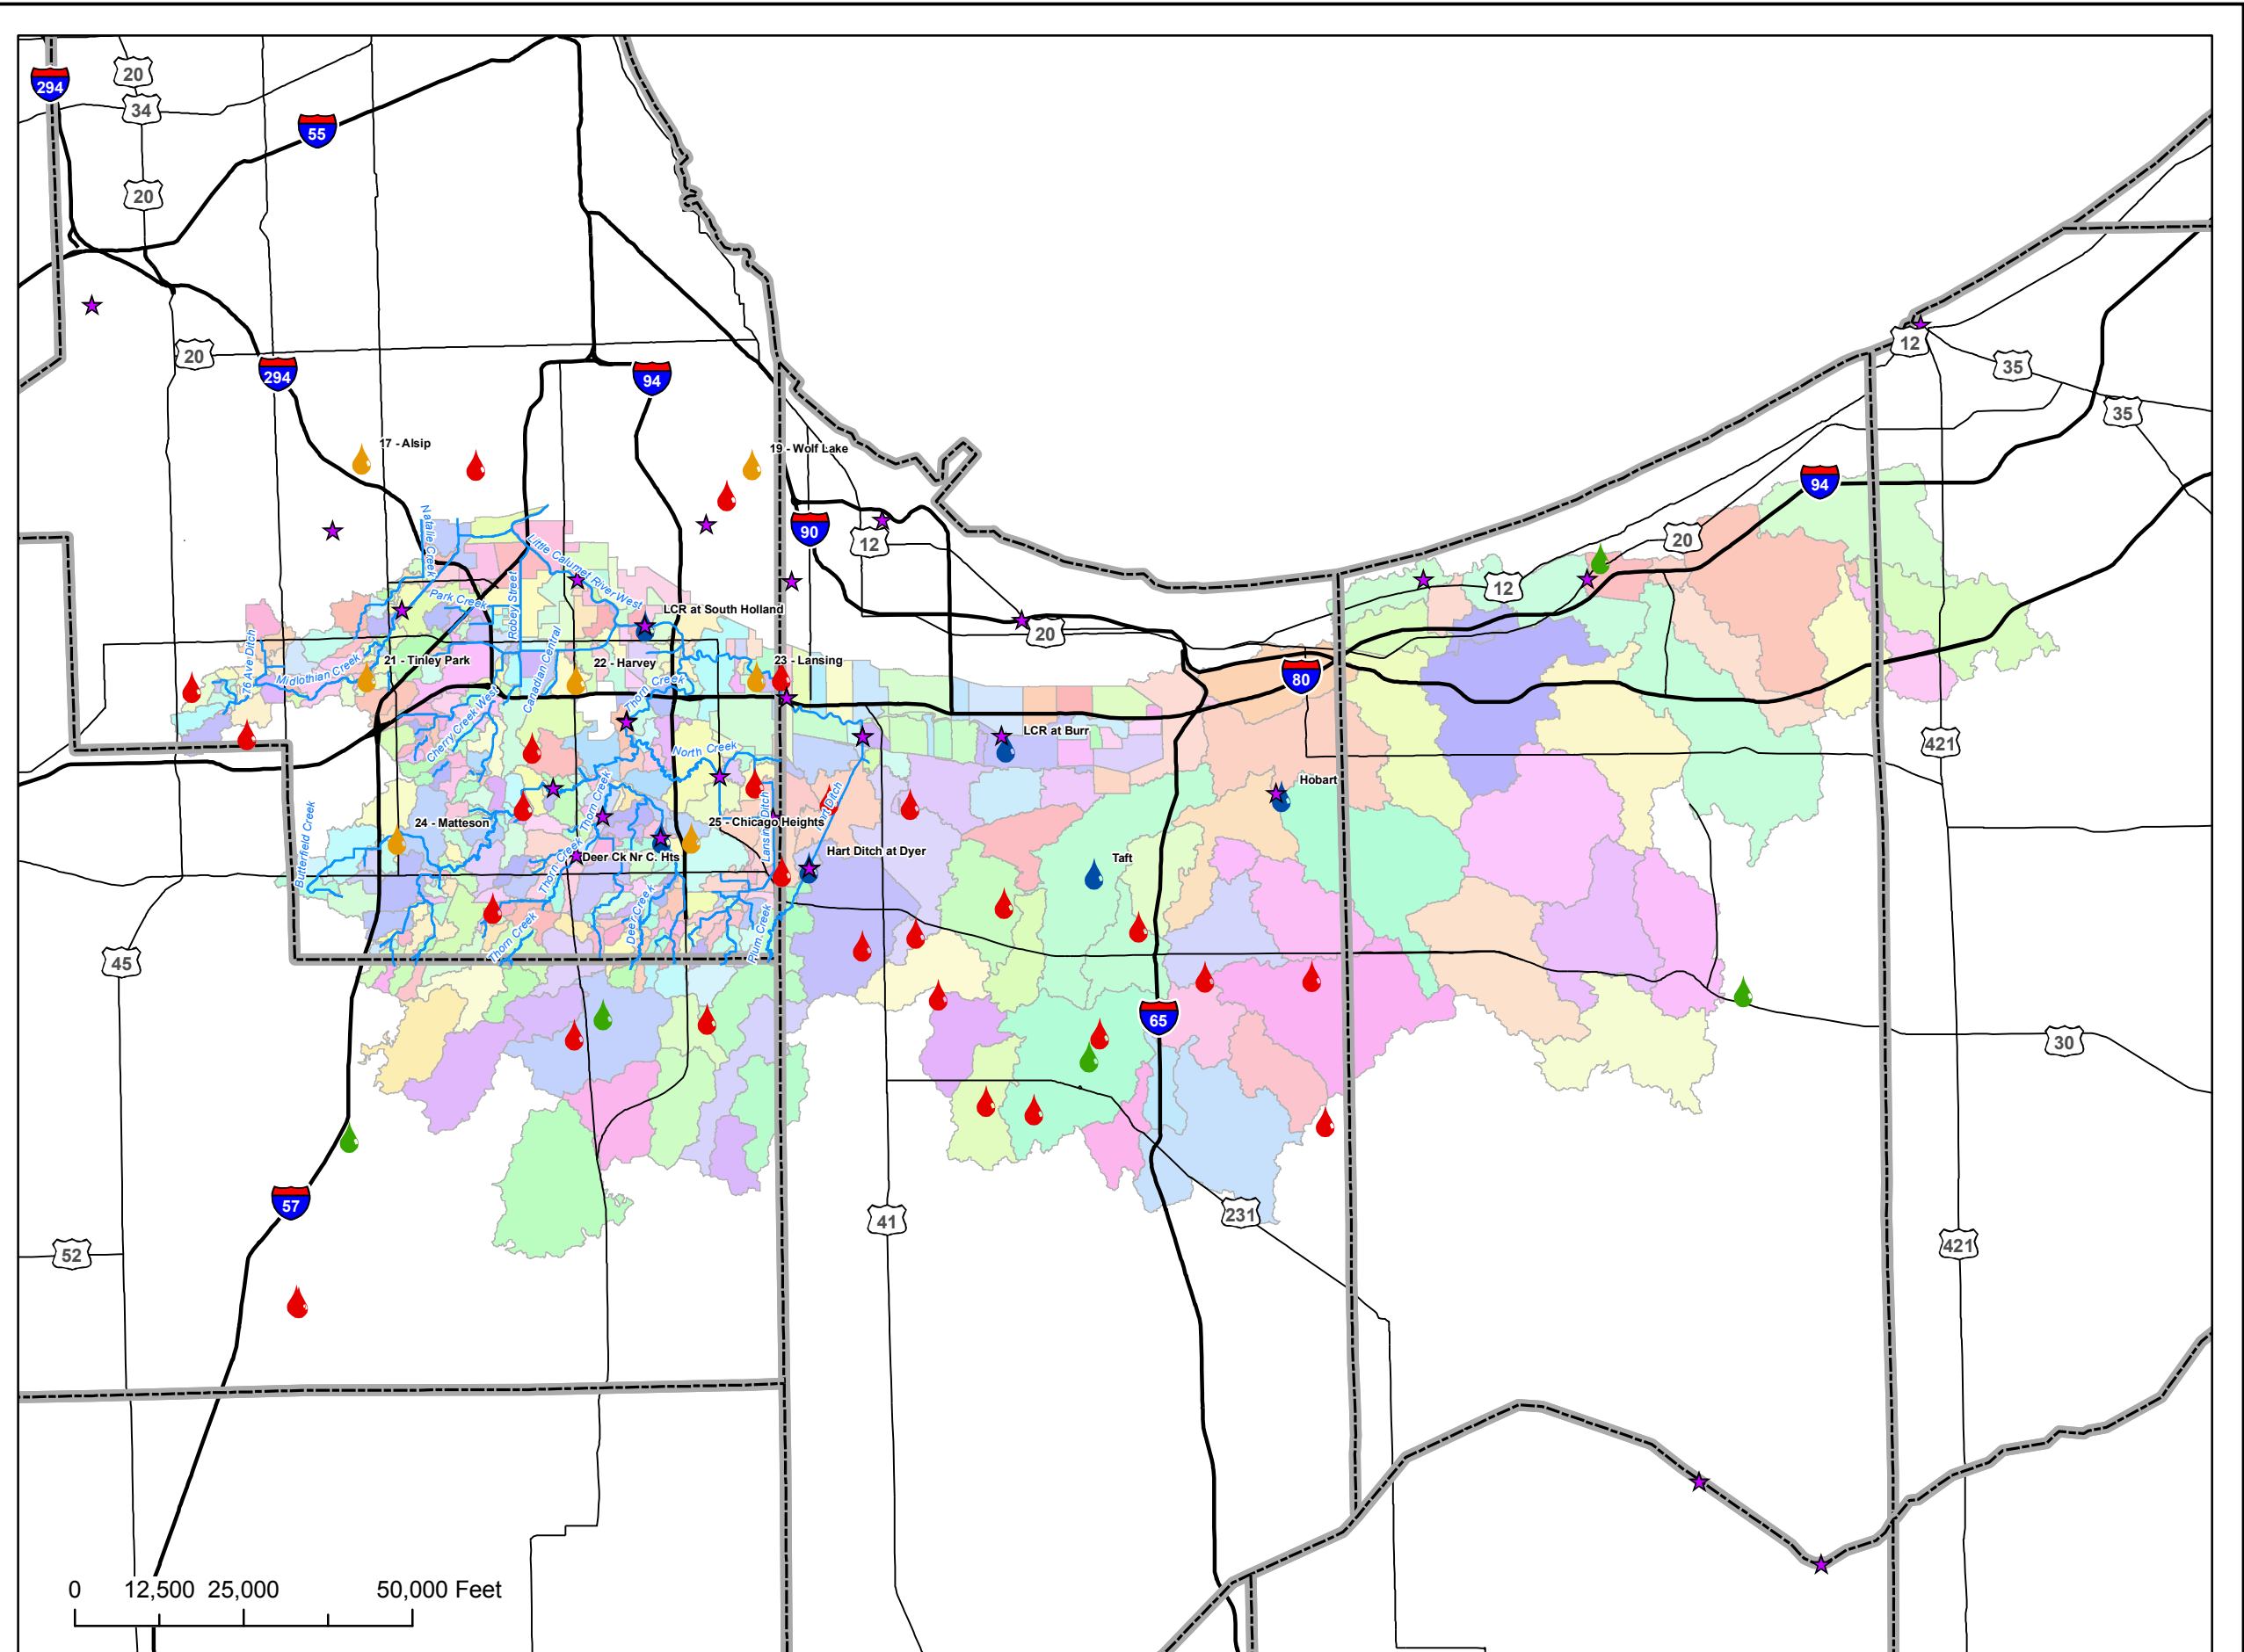 20
294
34
55
20
20
294
94
12
35
35
17 - Alsip
19 - Wolf Lake
94
90
12
20
Natalie Creek
Little Calumet River West
12
Park Creek
Robey Street
LCR at South Holland
20
76 Ave Ditch
Midlothian Creek
21 - Tinley Park
Canadian Central
22 - Harvey
23 - Lansing
Thorn Creek
80
Cherry Creek West
North Creek
LCR at Burr
421
Hobart
Thorn Creek
Butterfield Creek
24 - Matteson
25 - Chicago Heights
Lansing Ditch
Hart Ditch at Dyer
Deer Ck Nr C. Hts
Taft
Thorn Creek
Deer Creek
Thorn Creek
Plum Creek
45
65
30
57
41
231
52
421
0 12,500 25,000 50,000 Feet